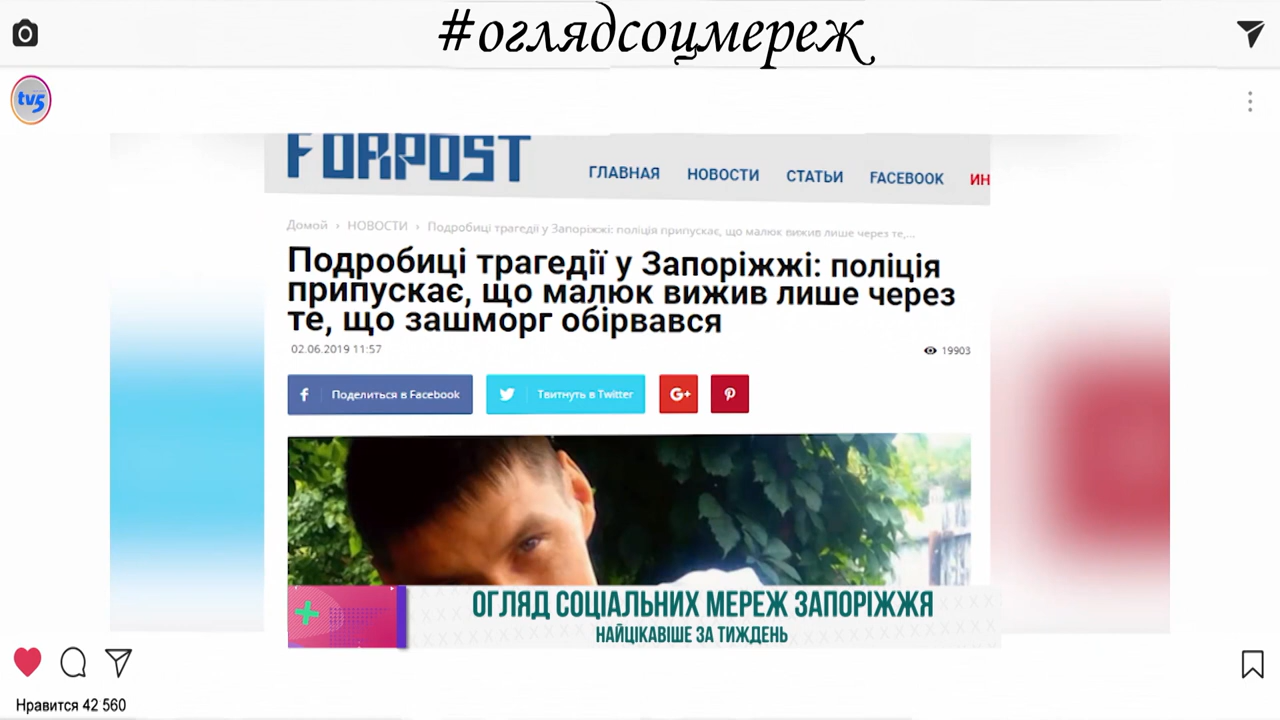 #оглядсоцмереж
tv5
FORPOST
ГЛАВНАЯ НОВОСТИ СТАТЬИ FACEBOOK ИН
Домой › НОВОСТИ › Подробиці трагедії у Запоріжжі: поліція припускає, що малюк вижив лише через те,...
Подробиці трагедії у Запоріжжі: поліція
припускає, що малюк вижив лише через
те, що зашморг обірвався
02.06.2019 11:57
19903
Поделиться в Facebook
Твитнуть в Twitter
G+
ОГЛЯД СОЦІАЛЬНИХ МЕРЕЖ ЗАПОРІЖЖЯ
НАЙЦІКАВІШЕ ЗА ТИЖДЕНЬ
Нравится 42 560